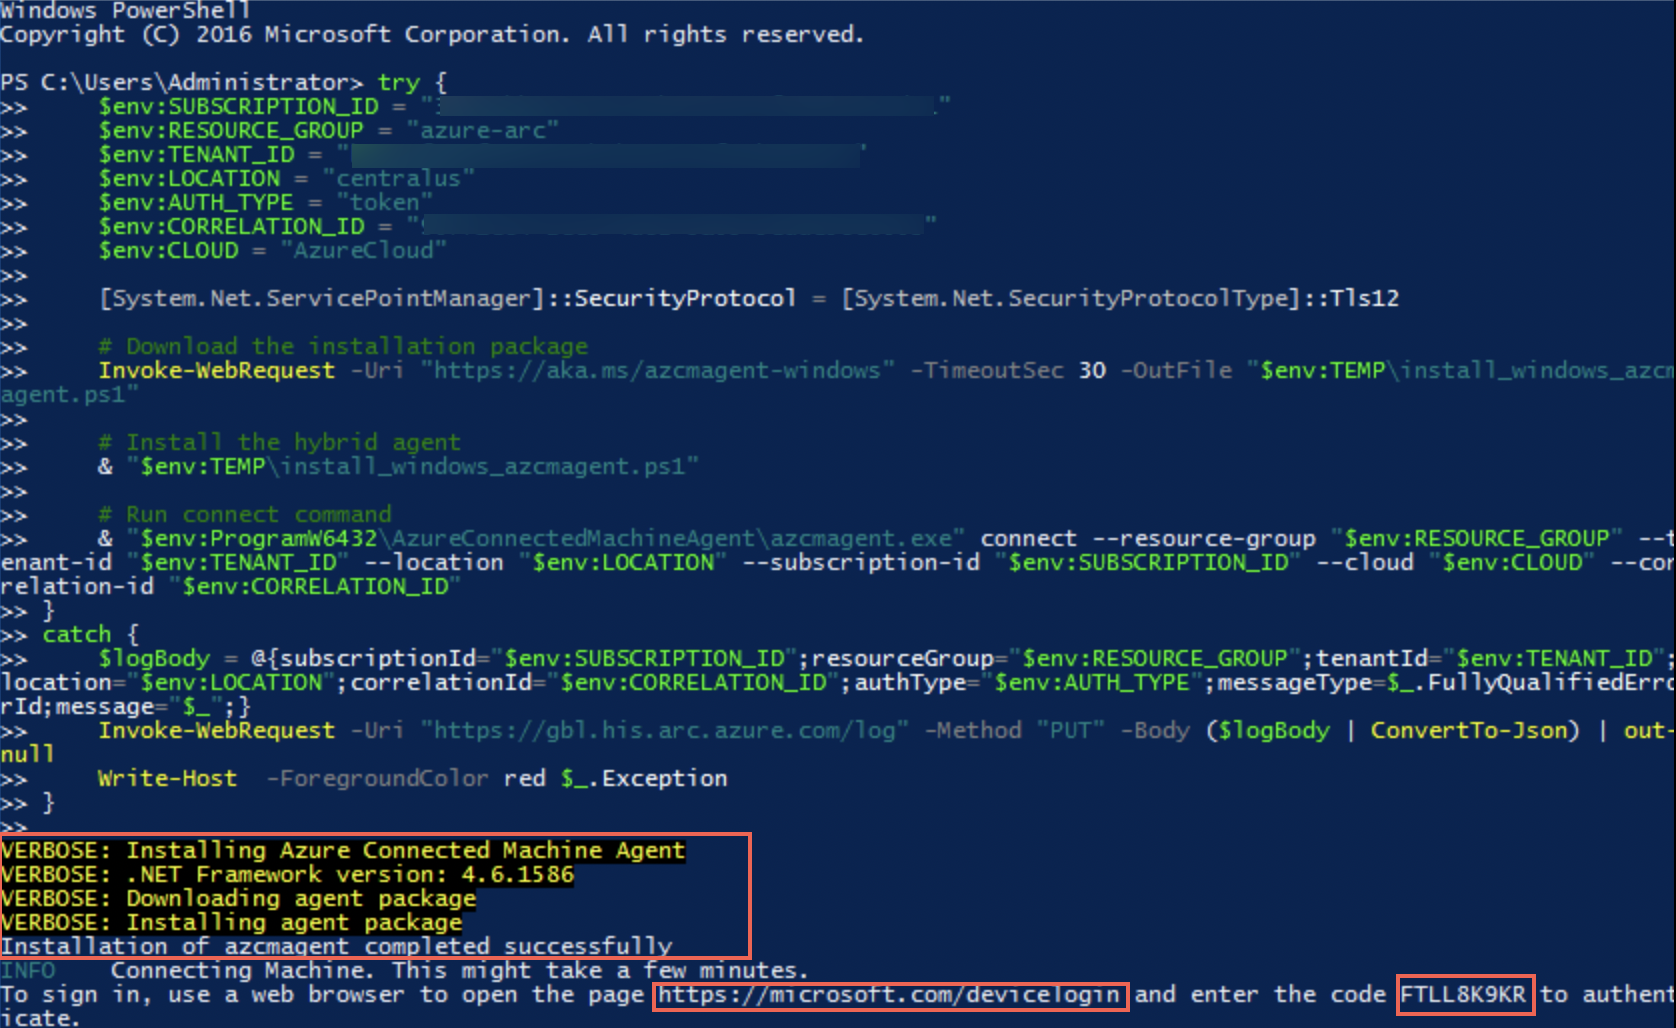 Windows PowerShell
Copyright (C) 2016 Microsoft Corporation. All rights reserved.
PS C:\Users\Administrator> try {
>>     $env:SUBSCRIPTION_ID = " "
>>     $env:RESOURCE_GROUP = "azure-arc"
>>     $env:TENANT_ID = " "
>>     $env:LOCATION = "centralus"
>>     $env:AUTH_TYPE = "token"
>>     $env:CORRELATION_ID = " "
>>     $env:CLOUD = "AzureCloud"
>>
>>     [System.Net.ServicePointManager]::SecurityProtocol = [System.Net.SecurityProtocolType]::Tls12
>>
>>     # Download the installation package
>>     Invoke-WebRequest -Uri "https://aka.ms/azcmagent-windows" -TimeoutSec 30 -OutFile "$env:TEMP\install_windows_azcm
agent.ps1"
>>
>>     # Install the hybrid agent
>>     & "$env:TEMP\install_windows_azcmagent.ps1"
>>
>>     # Run connect command
>>     & "$env:ProgramW6432\AzureConnectedMachineAgent\azcmagent.exe" connect --resource-group "$env:RESOURCE_GROUP" --t
enant-id "$env:TENANT_ID" --location "$env:LOCATION" --subscription-id "$env:SUBSCRIPTION_ID" --cloud "$env:CLOUD" --cor
relation-id "$env:CORRELATION_ID"
>> }
>> catch {
>>     $logBody = @{subscriptionId="$env:SUBSCRIPTION_ID";resourceGroup="$env:RESOURCE_GROUP";tenantId="$env:TENANT_ID";
location="$env:LOCATION";correlationId="$env:CORRELATION_ID";authType="$env:AUTH_TYPE";messageType=$_.FullyQualifiedErro
rId;message="$_";}
>>     Invoke-WebRequest -Uri "https://gbl.his.arc.azure.com/log" -Method "PUT" -Body ($logBody | ConvertTo-Json) | out-
null
>>     Write-Host  -ForegroundColor red $_.Exception
>> }
>>
VERBOSE: Installing Azure Connected Machine Agent
VERBOSE: .NET Framework version: 4.6.1586
VERBOSE: Downloading agent package
VERBOSE: Installing agent package
Installation of azcmagent completed successfully
INFO    Connecting Machine. This might take a few minutes.
To sign in, use a web browser to open the page https://microsoft.com/devicelogin and enter the code FTLL8K9KR to authent
icate.